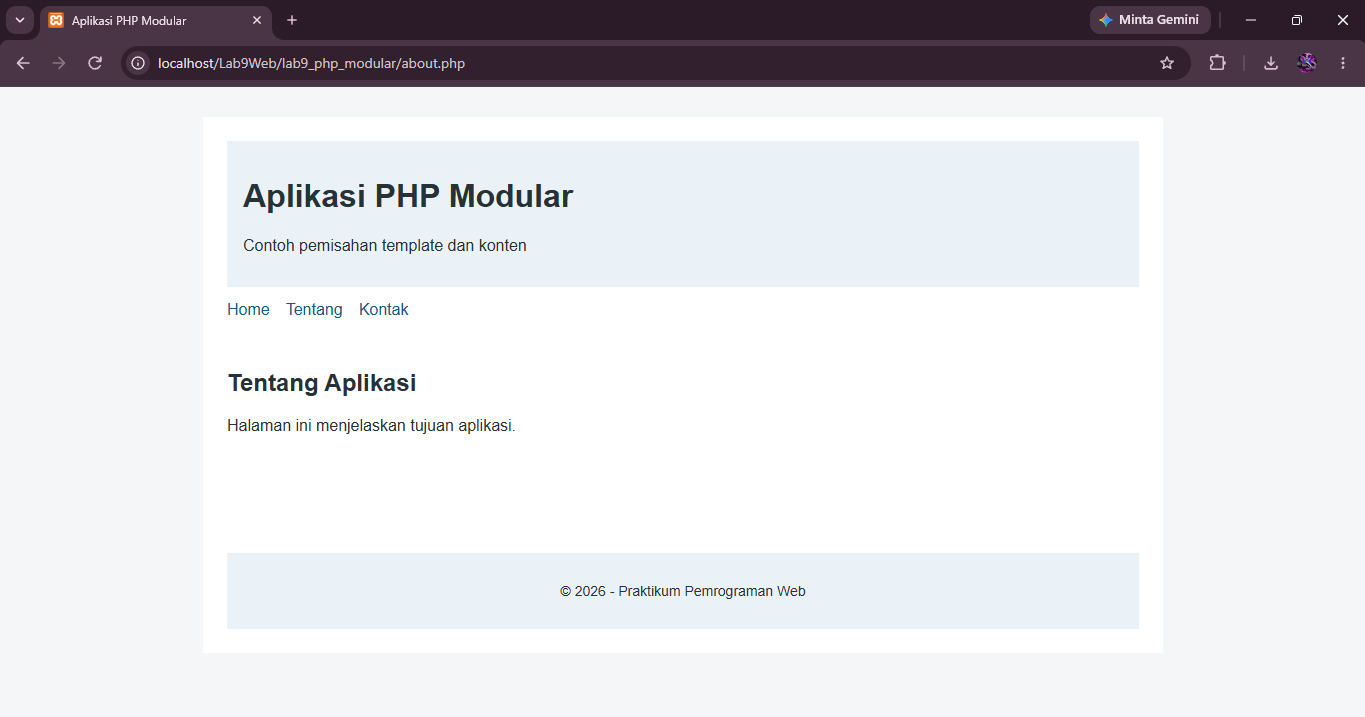 Aplikasi PHP Modular
Minta Gemini
localhost/Lab9Web/lab9_php_modular/about.php
Aplikasi PHP Modular
Contoh pemisahan template dan konten
Home Tentang Kontak
Tentang Aplikasi
Halaman ini menjelaskan tujuan aplikasi.
© 2026 - Praktikum Pemrograman Web